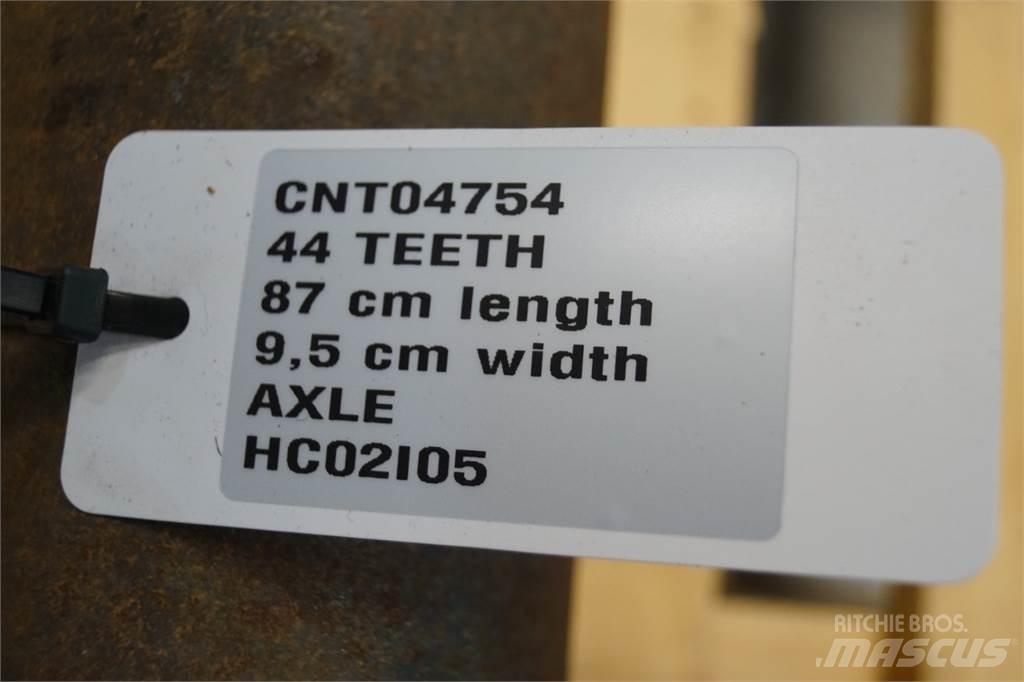 CNT04754
44 TEETH
87 cm length
9,5 cm width
AXLE
HC02I05
RITCHIE BROS.
MASCUS